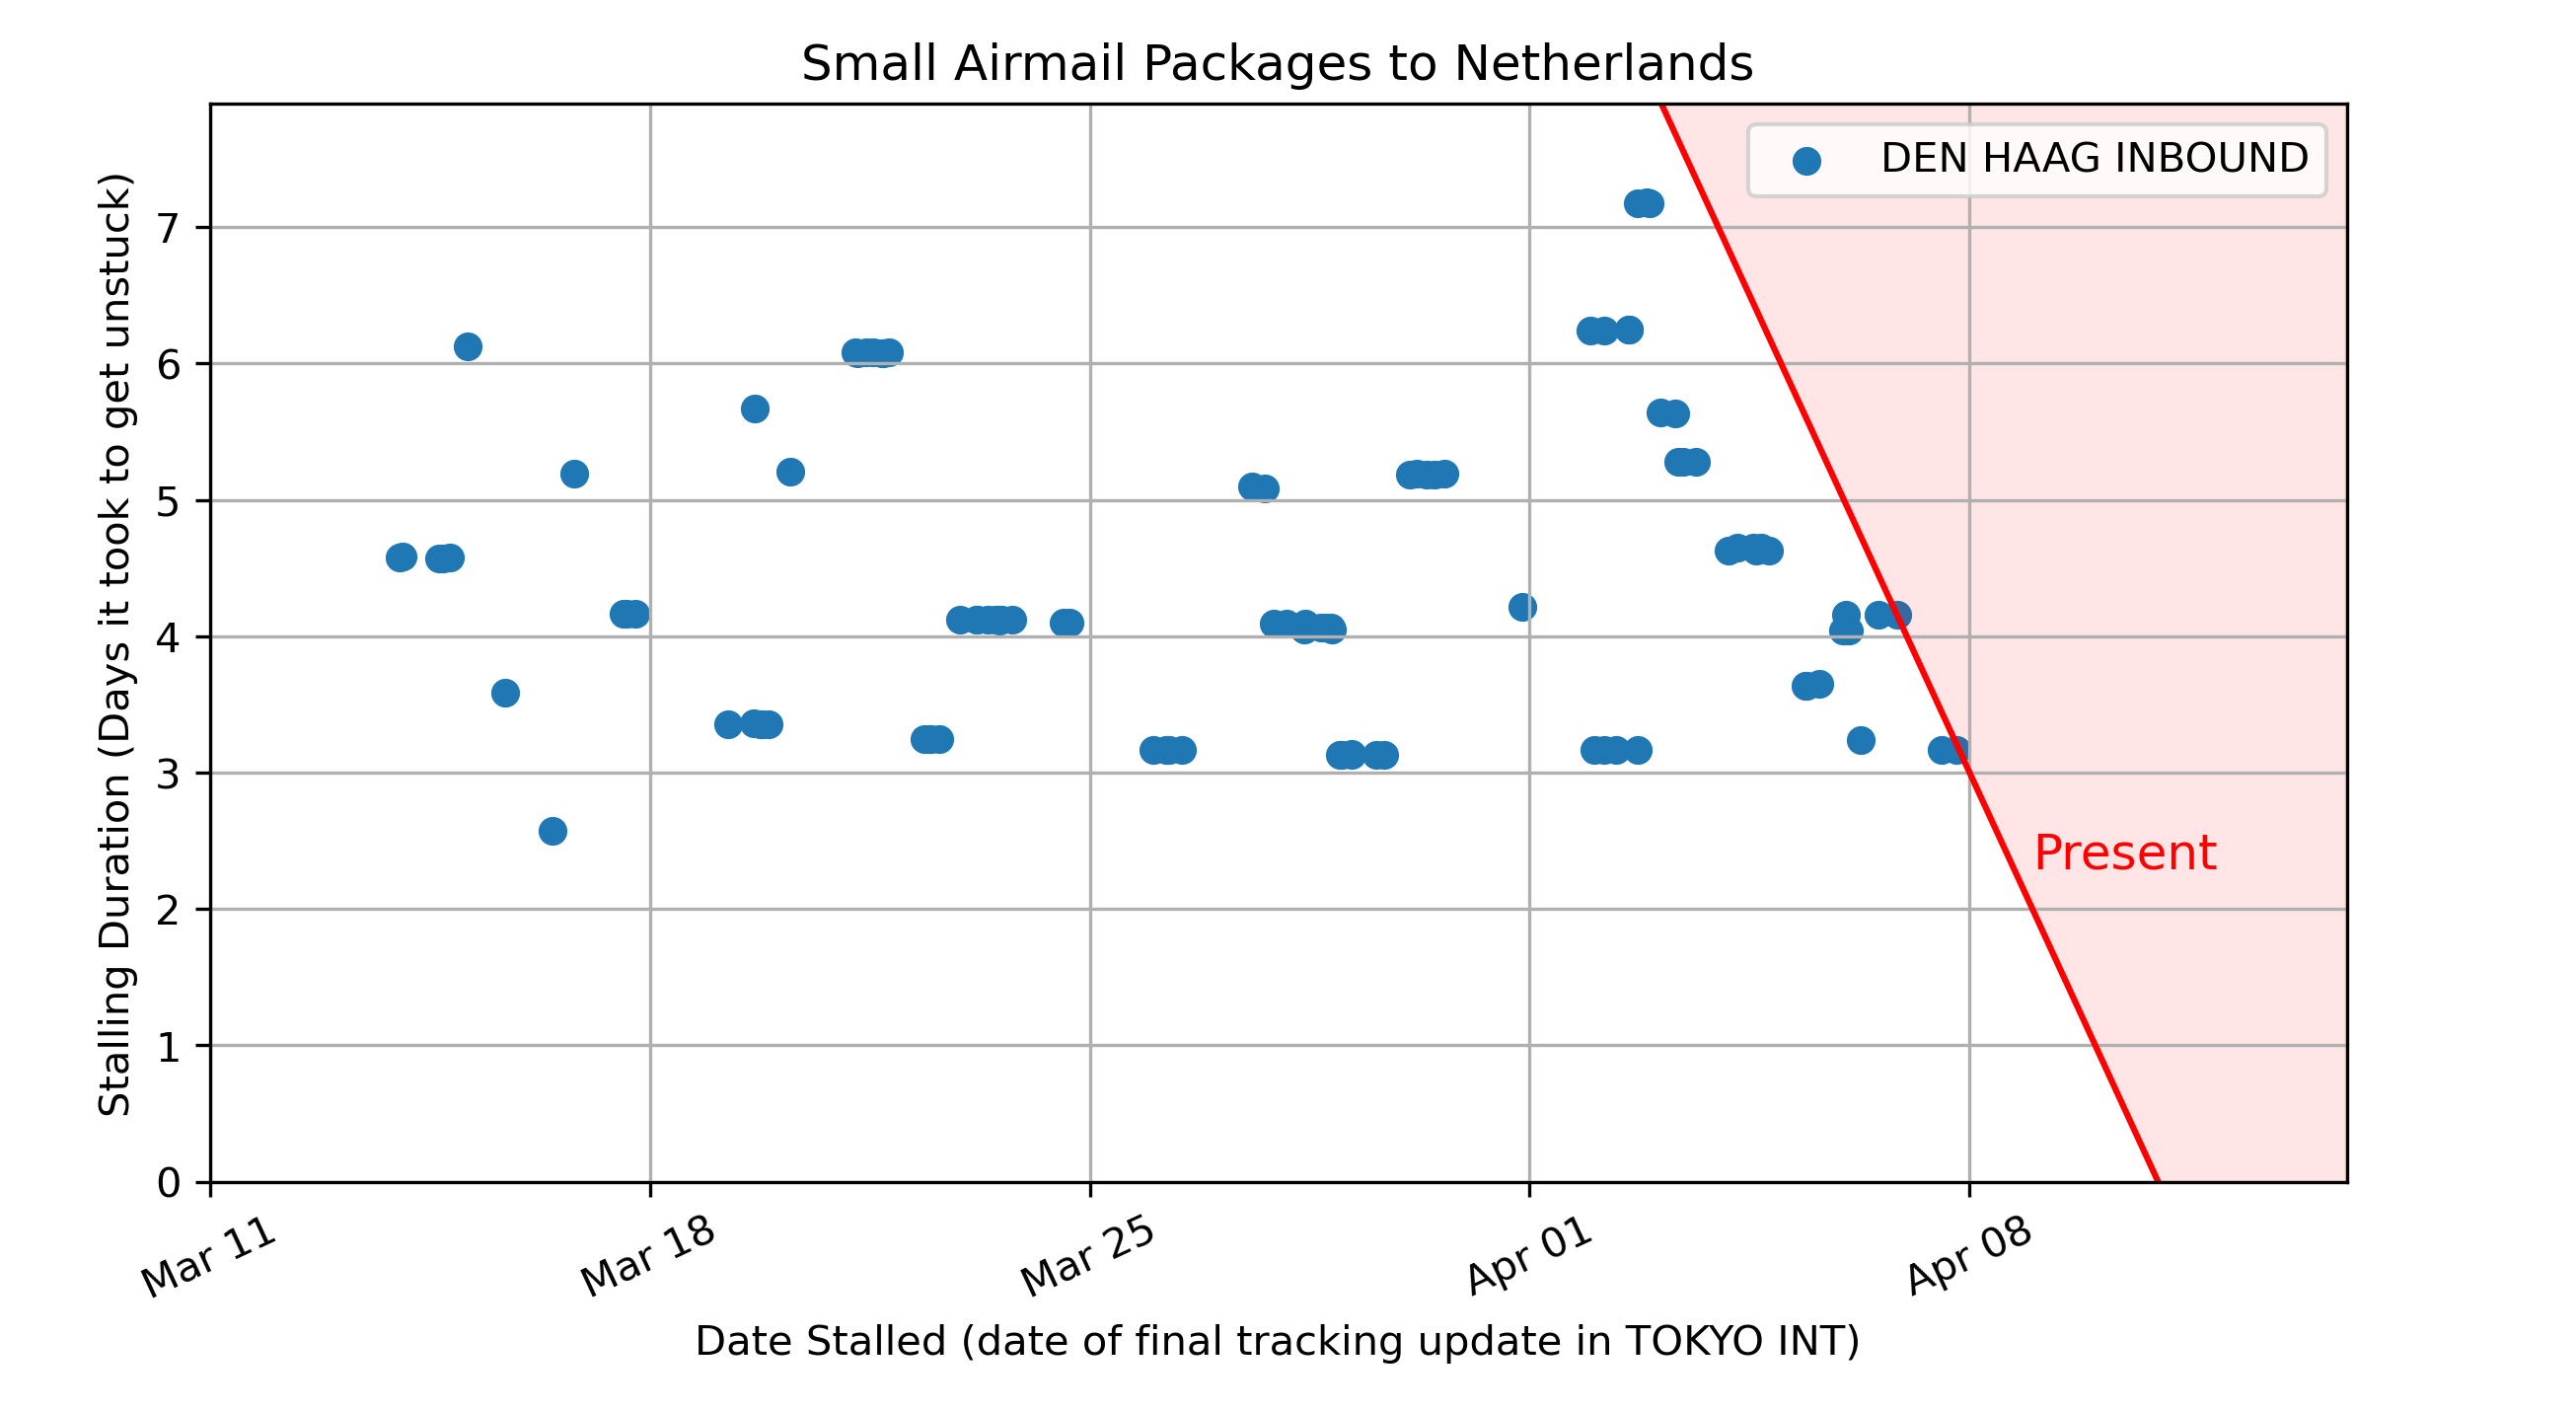 Small Airmail Packages to Netherlands
DEN HAAG INBOUND
Stalling Duration (Days it took to get unstuck)
7
6
5
4
3
2
1
0
Present
Mar 11
Mar 18
Mar 25
Apr 01
Apr 08
Date Stalled (date of final tracking update in TOKYO INT)